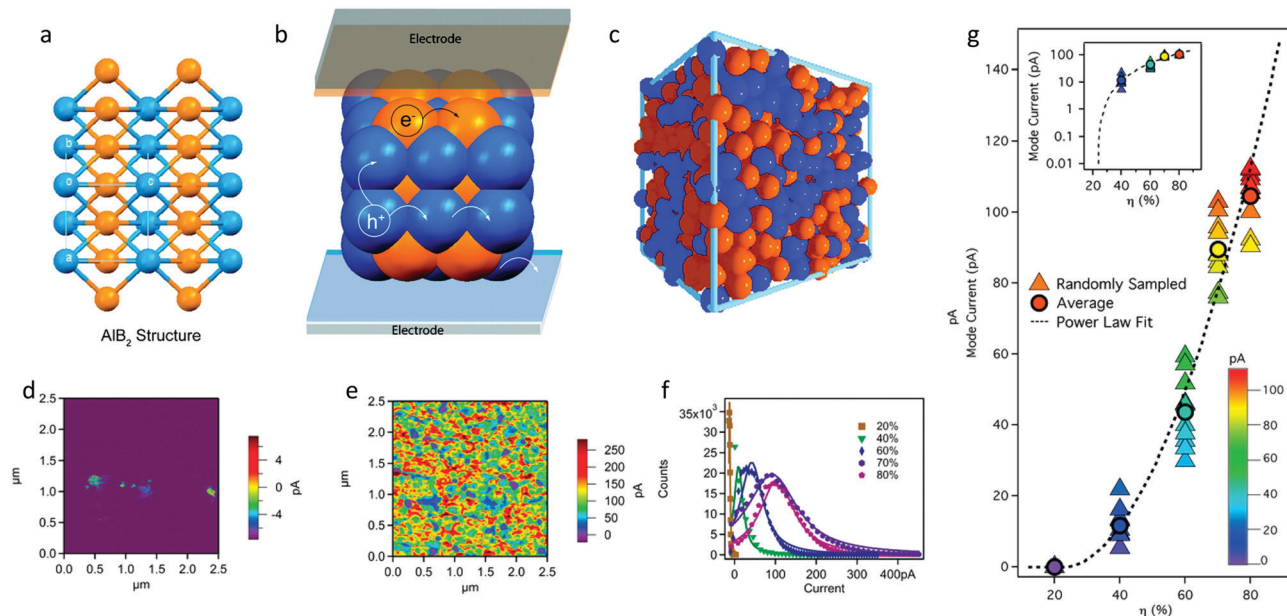 a
b
o
c
a
AlB₂ Structure
b
Electrode
e⁻
h⁺
Electrode
c
d
2.5
2.0
1.5
1.0
0.5
0.0
µm
0.0 0.5 1.0 1.5 2.0 2.5
µm
4
0
-4
pA
e
2.5
2.0
1.5
1.0
0.5
0.0
µm
0.0 0.5 1.0 1.5 2.0 2.5
µm
250
200
150
100
50
0
pA
f
35x10³
30
25
20
15
10
5
0
Counts
0 100 200 300 400pA
Current
20%
40%
60%
70%
80%
g
140
120
100
80
60
40
20
0
pA
Mode Current (pA)
20 40 60 80
η (%)
100
10
1
0.1
0.01
Mode Current (pA)
20 40 60 80
η (%)
Randomly Sampled
Average
Power Law Fit
pA
100
80
60
40
20
0